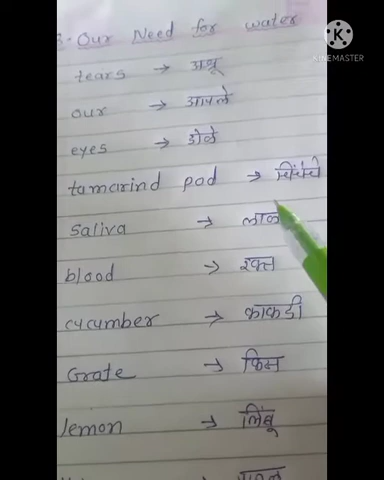 3. Our Need for water
KINEMASTER
tears → अश्रू
our → आपले
eyes → डोळे
tamarind pod → चिंचेचे
saliva → लाळ
blood → रक्त
cucumber → काकडी
Grate → किस
lemon → लिंबू